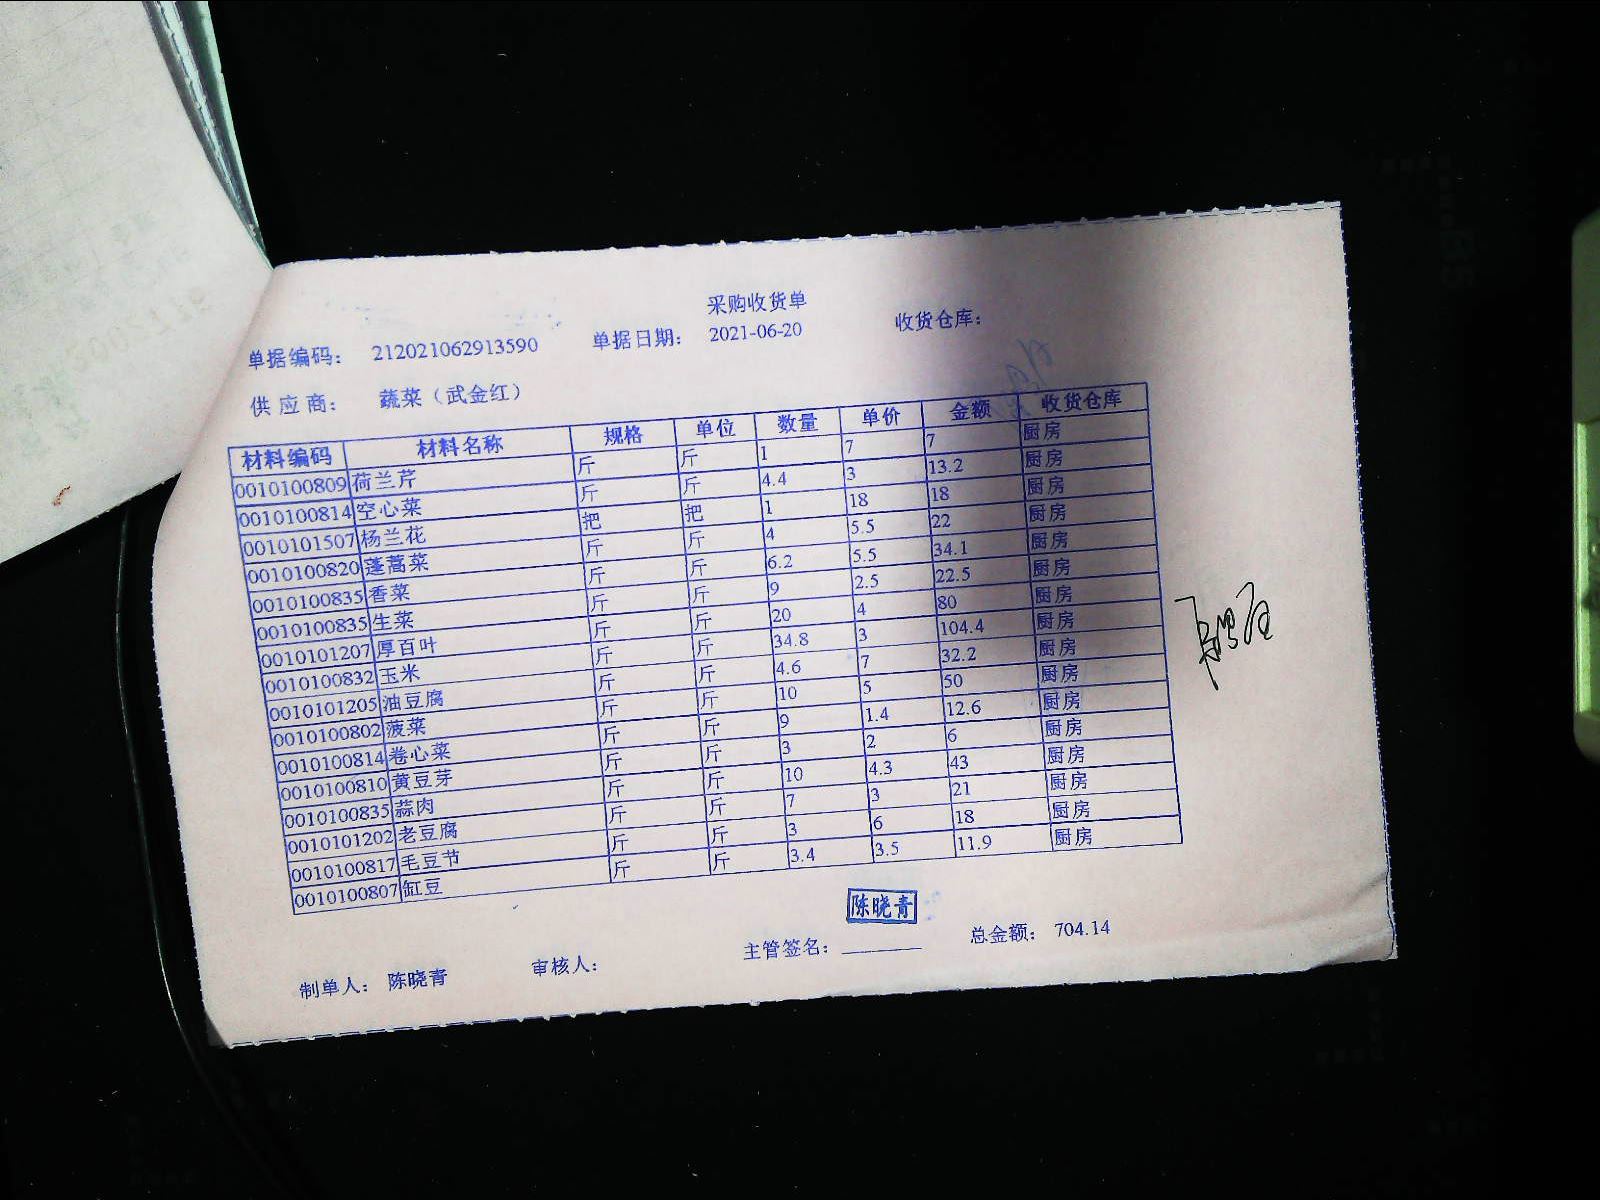 采购收货单
单据编码： 212021062913590 单据日期： 2021-06-20 收货仓库：
供应商： 蔬菜（武金红）
材料编码 材料名称 规格 单位 数量 单价 金额 收货仓库
0010100809 荷兰芹 斤 斤 1 7 7 厨房
0010100814 空心菜 斤 斤 4.4 3 13.2 厨房
0010101507 杨兰花 把 把 1 18 18 厨房
0010100820 蓬蒿菜 斤 斤 4 5.5 22 厨房
0010100835 香菜 斤 斤 6.2 5.5 34.1 厨房
0010100835 生菜 斤 斤 9 2.5 22.5 厨房
0010101207 厚百叶 斤 斤 20 4 80 厨房
0010100832 玉米 斤 斤 34.8 3 104.4 厨房
0010101205 油豆腐 斤 斤 4.6 7 32.2 厨房
0010100802 菠菜 斤 斤 10 5 50 厨房
0010100814 卷心菜 斤 斤 9 1.4 12.6 厨房
0010100810 黄豆芽 斤 斤 3 2 6 厨房
0010100835 蒜肉 斤 斤 10 4.3 43 厨房
0010101202 老豆腐 斤 斤 7 3 21 厨房
0010100817 毛豆节 斤 斤 3 6 18 厨房
0010100807 缸豆 斤 斤 3.4 3.5 11.9 厨房
陈晓青
制单人： 陈晓青 审核人： 主管签名： 总金额： 704.14